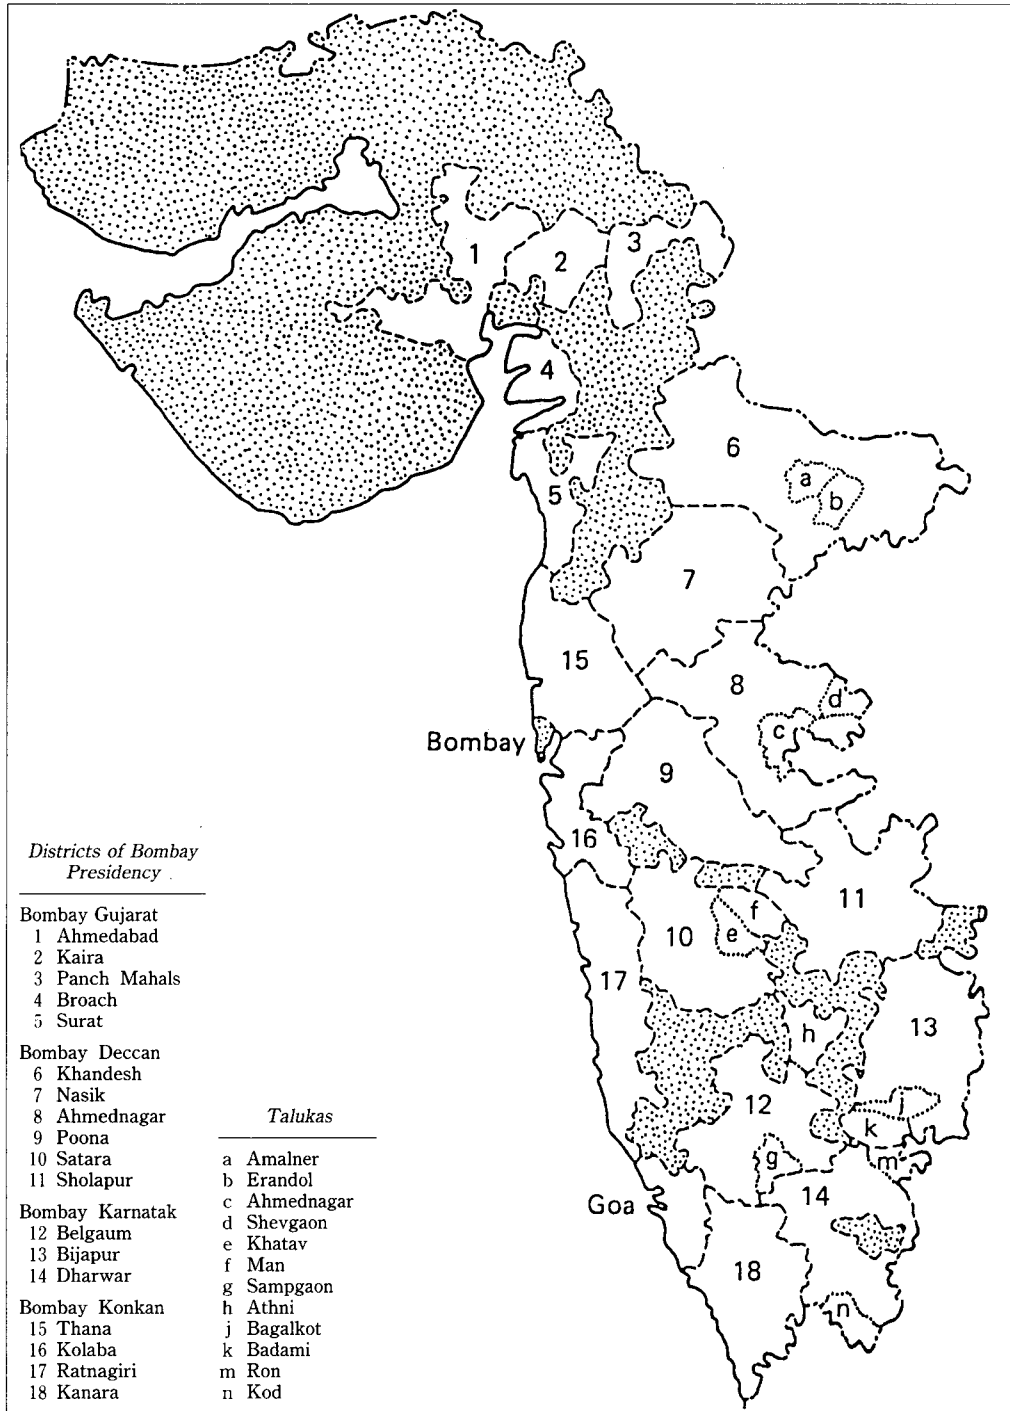 1
2
3
4
5
6
a
b
7
15
8
d
c
Bombay
9
16
11
f
10
e
17
h
13
12
j
k
g
m
14
Goa
18
n
Districts of Bombay
Presidency
Bombay Gujarat
1 Ahmedabad
2 Kaira
3 Panch Mahals
4 Broach
5 Surat
Bombay Deccan
6 Khandesh
7 Nasik
8 Ahmednagar
9 Poona
10 Satara
11 Sholapur
Bombay Karnatak
12 Belgaum
13 Bijapur
14 Dharwar
Bombay Konkan
15 Thana
16 Kolaba
17 Ratnagiri
18 Kanara
Talukas
a Amalner
b Erandol
c Ahmednagar
d Shevgaon
e Khatav
f Man
g Sampgaon
h Athni
j Bagalkot
k Badami
m Ron
n Kod